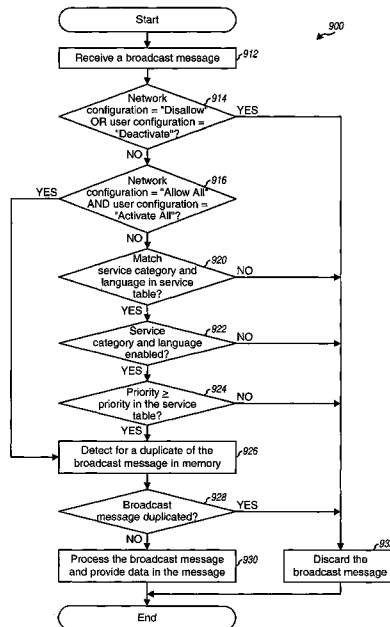 Start
900
Receive a broadcast message
912
Network
configuration = "Disallow"
OR user configuration =
"Deactivate"?
914
YES
NO
Network
configuration = "Allow All"
AND user configuration =
"Activate All"?
916
YES
NO
Match
service category and
language in service
table?
920
NO
YES
Service
category and language
enabled?
922
NO
YES
Priority ≥
priority in the service
table?
924
NO
YES
Detect for a duplicate of the
broadcast message in memory
926
Broadcast
message duplicated?
928
YES
NO
Process the broadcast message
and provide data in the message
930
Discard the
broadcast message
932
End